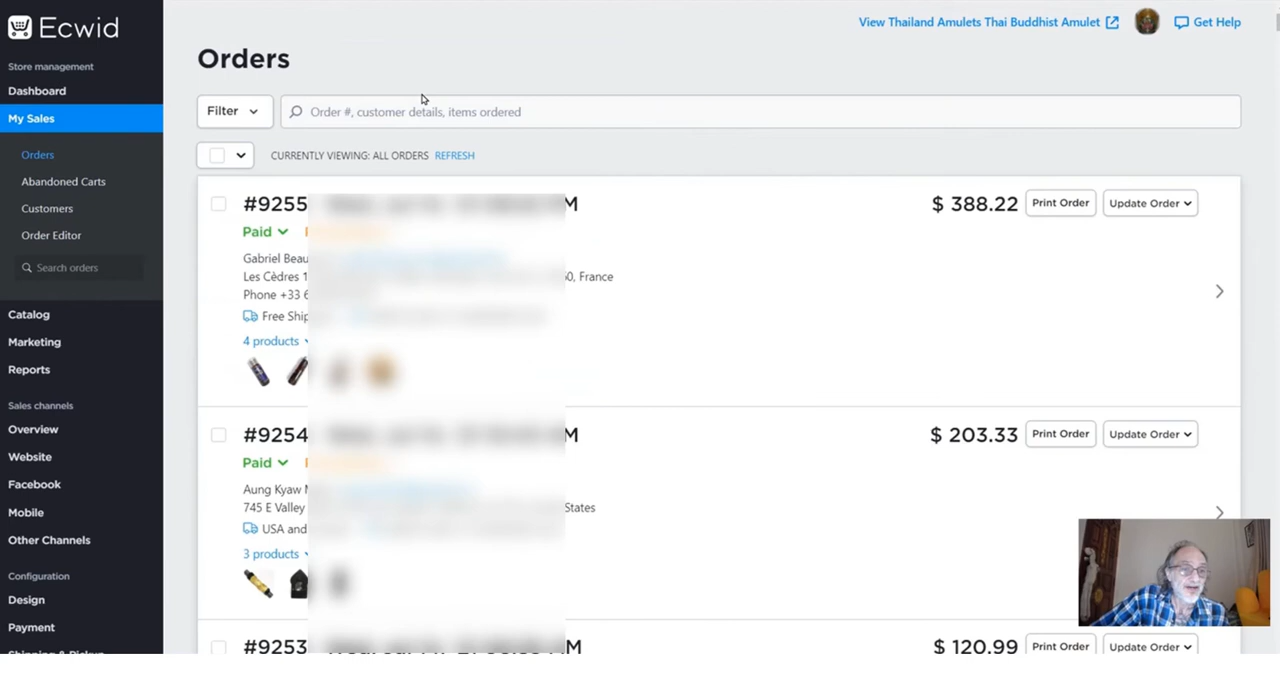 Ecwid
View Thailand Amulets Thai Buddhist Amulet
Get Help
Store management
Dashboard
My Sales
Orders
Abandoned Carts
Customers
Order Editor
Search orders
Catalog
Marketing
Reports
Sales channels
Overview
Website
Facebook
Mobile
Other Channels
Configuration
Design
Payment
Orders
Filter
Order #, customer details, items ordered
CURRENTLY VIEWING: ALL ORDERS REFRESH
#9255 M $ 388.22 Print Order Update Order
Paid
Gabriel Beau
Les Cèdres 1 0, France
Phone +33 6
Free Ship
4 products
#9254 M $ 203.33 Print Order Update Order
Paid
Aung Kyaw
745 E Valley States
USA and
3 products
#9253 M $ 120.99 Print Order Update Order